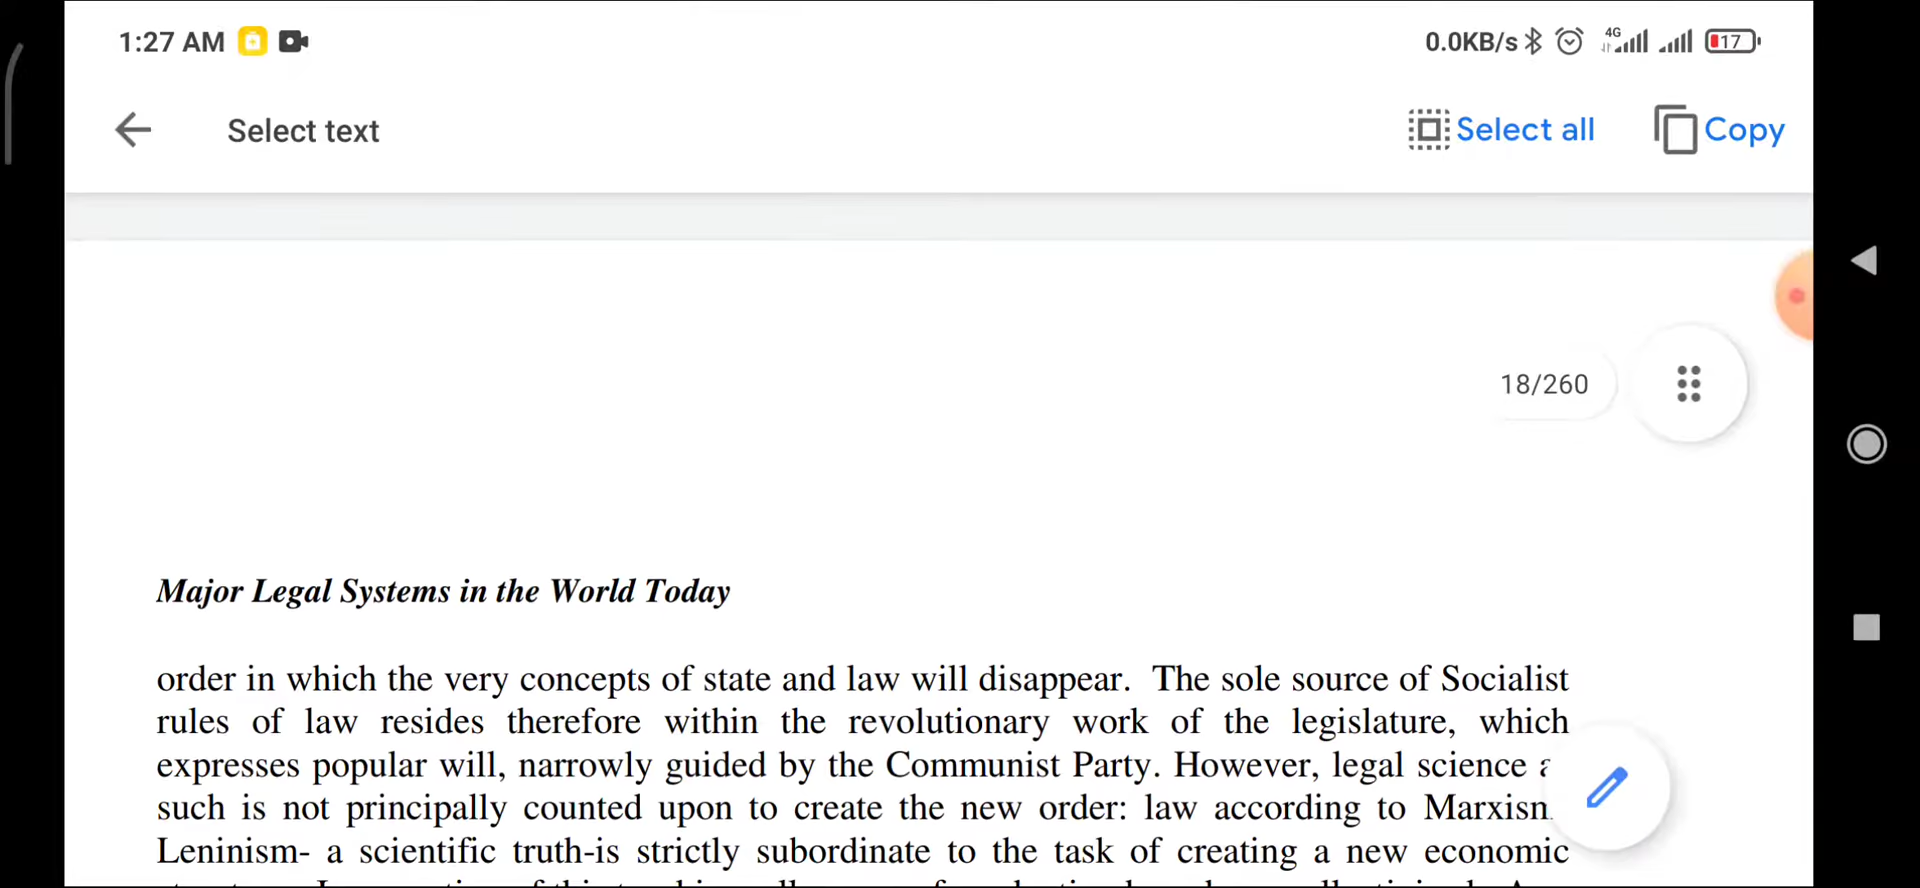 1:27 AM
0.0KB/s 4G 17
Select text
Select all
Copy
18/260
Major Legal Systems in the World Today
order in which the very concepts of state and law will disappear. The sole source of Socialist
rules of law resides therefore within the revolutionary work of the legislature, which
expresses popular will, narrowly guided by the Communist Party. However, legal science
such is not principally counted upon to create the new order: law according to Marxism
Leninism- a scientific truth-is strictly subordinate to the task of creating a new economic